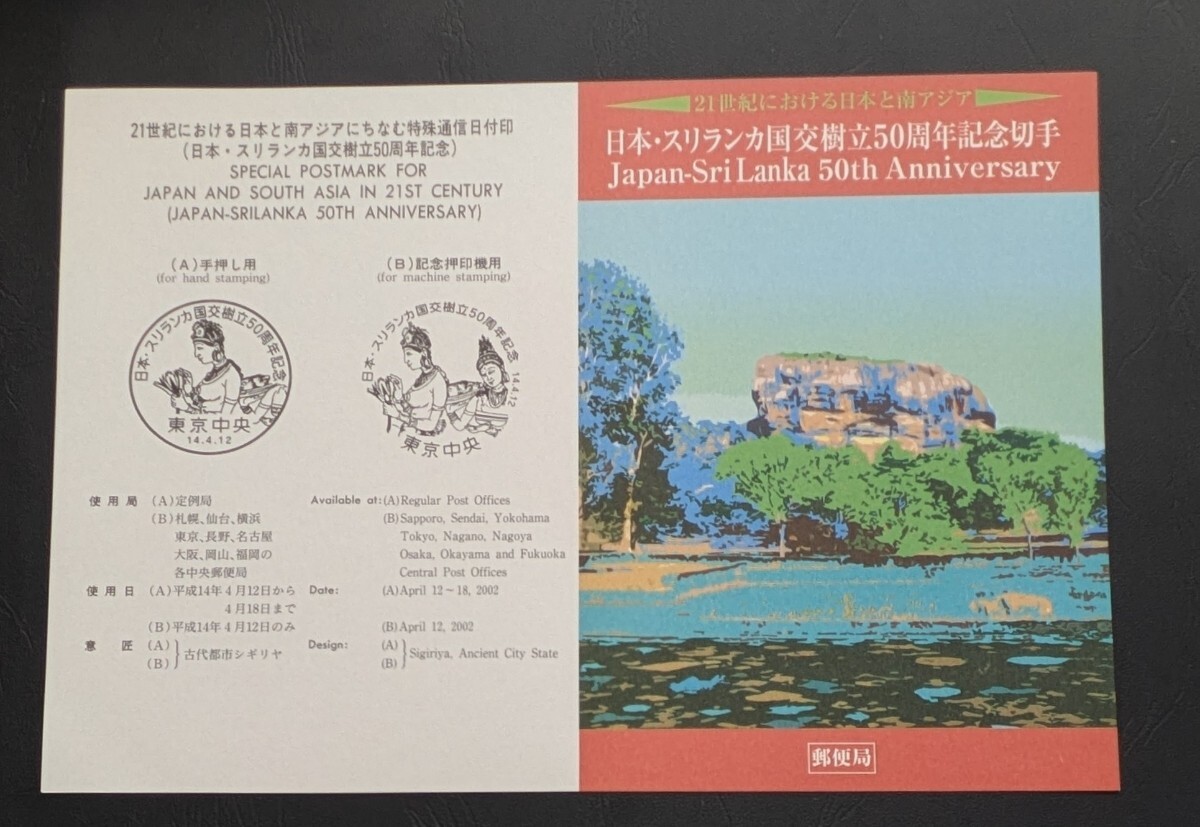 21世紀における日本と南アジアにちなむ特殊通信日付印
(日本・スリランカ国交樹立50周年記念)
SPECIAL POSTMARK FOR
JAPAN AND SOUTH ASIA IN 21ST CENTURY
(JAPAN-SRILANKA 50TH ANNIVERSARY)
(A)手押し用
(for hand stamping)
日本・スリランカ国交樹立50周年記念
東京中央
14.4.12
(B)記念押印機用
(for machine stamping)
日本・スリランカ国交樹立50周年記念
14.4.12
東京中央
使用局 (A)定例局
(B)札幌、仙台、横浜
東京、長野、名古屋
大阪、岡山、福岡の
各中央郵便局
使用日 (A)平成14年4月12日から
4月18日まで
(B)平成14年4月12日のみ
意匠 (A)
(B) 古代都市シギリヤ
Available at: (A)Regular Post Offices
(B)Sapporo, Sendai, Yokohama
Tokyo, Nagano, Nagoya
Osaka, Okayama and Fukuoka
Central Post Offices
Date: (A)April 12~18, 2002
(B)April 12, 2002
Design: (A)
(B) Sigiriya, Ancient City State
21世紀における日本と南アジア
日本・スリランカ国交樹立50周年記念切手
Japan-Sri Lanka 50th Anniversary
郵便局